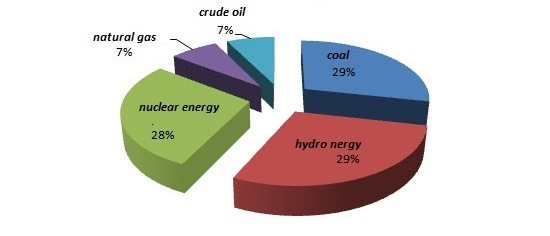 crude oil
7%
natural gas
7%
coal
29%
nuclear energy
.
28%
hydro nergy
29%